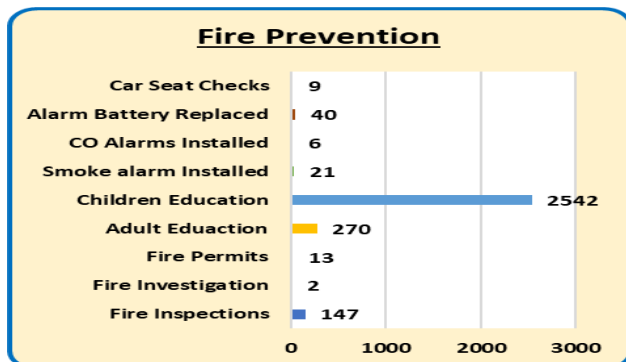 Fire Prevention
Car Seat Checks 9
Alarm Battery Replaced 40
CO Alarms Installed 6
Smoke alarm Installed 21
Children Education 2542
Adult Eduaction 270
Fire Permits 13
Fire Investigation 2
Fire Inspections 147
0 1000 2000 3000